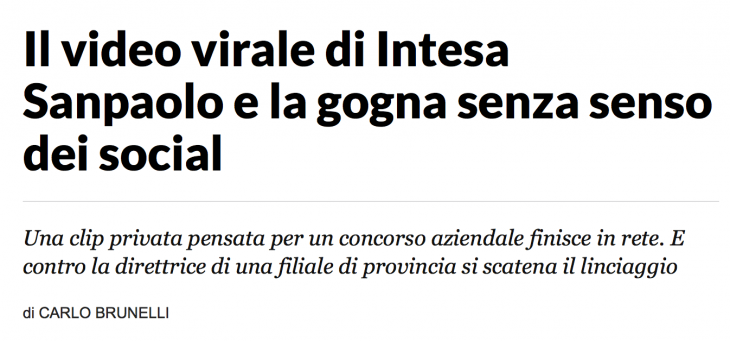 Il video virale di Intesa
Sanpaolo e la gogna senza senso
dei social
Una clip privata pensata per un concorso aziendale finisce in rete. E
contro la direttrice di una filiale di provincia si scatena il linciaggio
di CARLO BRUNELLI